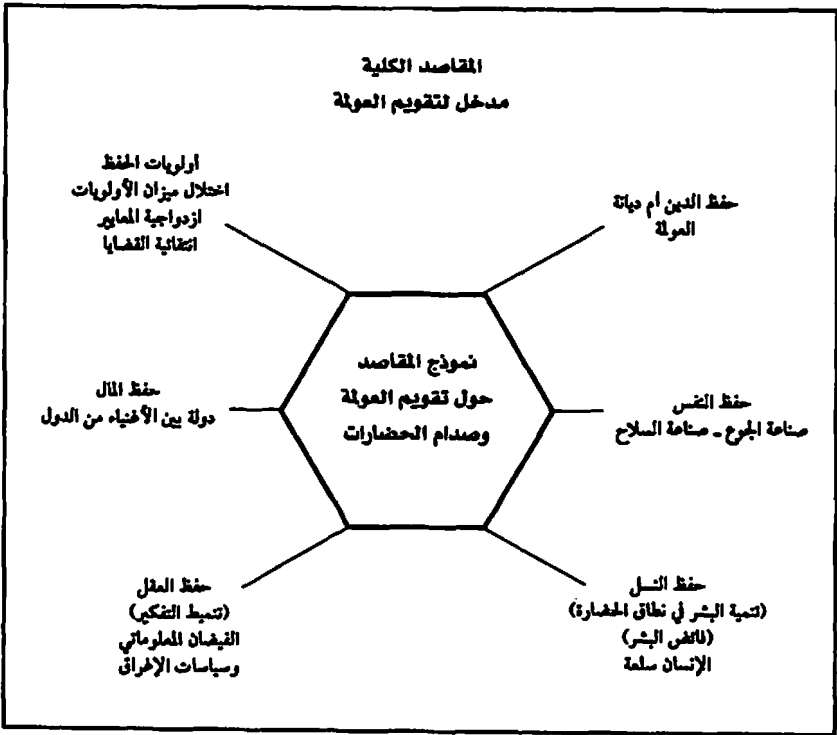 المقاصد الكلية
مدخل لتقويم العولمة
أولويات الحفظ
اختلال ميزان الأولويات
ازدواجية المعايير
انتقائية القضايا
حفظ الدين أم ديانة
العولمة
نموذج المقاصد
حول تقويم العولمة
وصدام الحضارات
حفظ المال
دولة بين الأغنياء من الدول
حفظ النفس
صناعة الجوع - صناعة السلاح
حفظ العقل
(تنميط التفكير)
الفيضان المعلوماتي
وسياسات الإغراق
حفظ النسل
(تنمية البشر في نطاق الحضارة)
(فائض البشر)
الإنسان سلعة